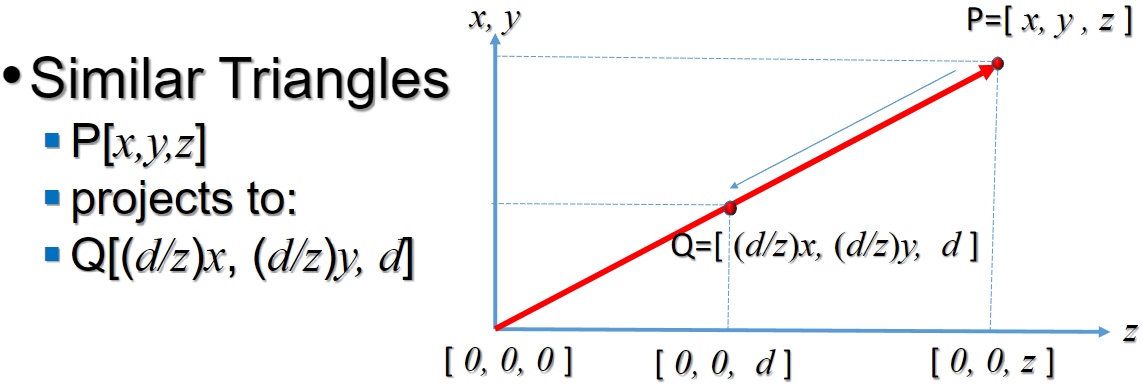 • Similar Triangles
▪ P[x,y,z]
▪ projects to:
▪ Q[(d/z)x, (d/z)y, d]
x, y
P=[ x, y , z ]
Q=[ (d/z)x, (d/z)y, d ]
z
[ 0, 0, 0 ]
[ 0, 0, d ]
[ 0, 0, z ]